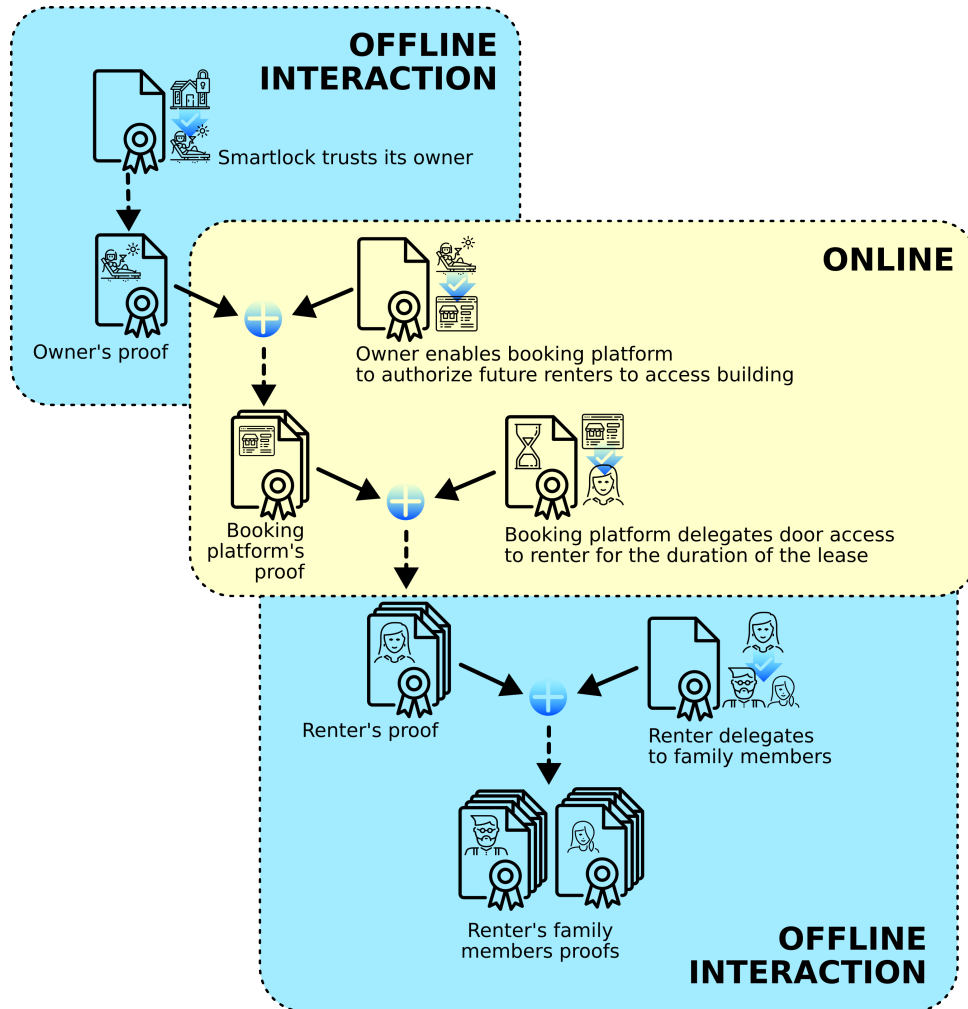 OFFLINE
INTERACTION
Smartlock trusts its owner
Owner's proof
ONLINE
Owner enables booking platform
to authorize future renters to access building
Booking
platform's
proof
Booking platform delegates door access
to renter for the duration of the lease
Renter's proof
Renter delegates
to family members
Renter's family
members proofs
OFFLINE
INTERACTION